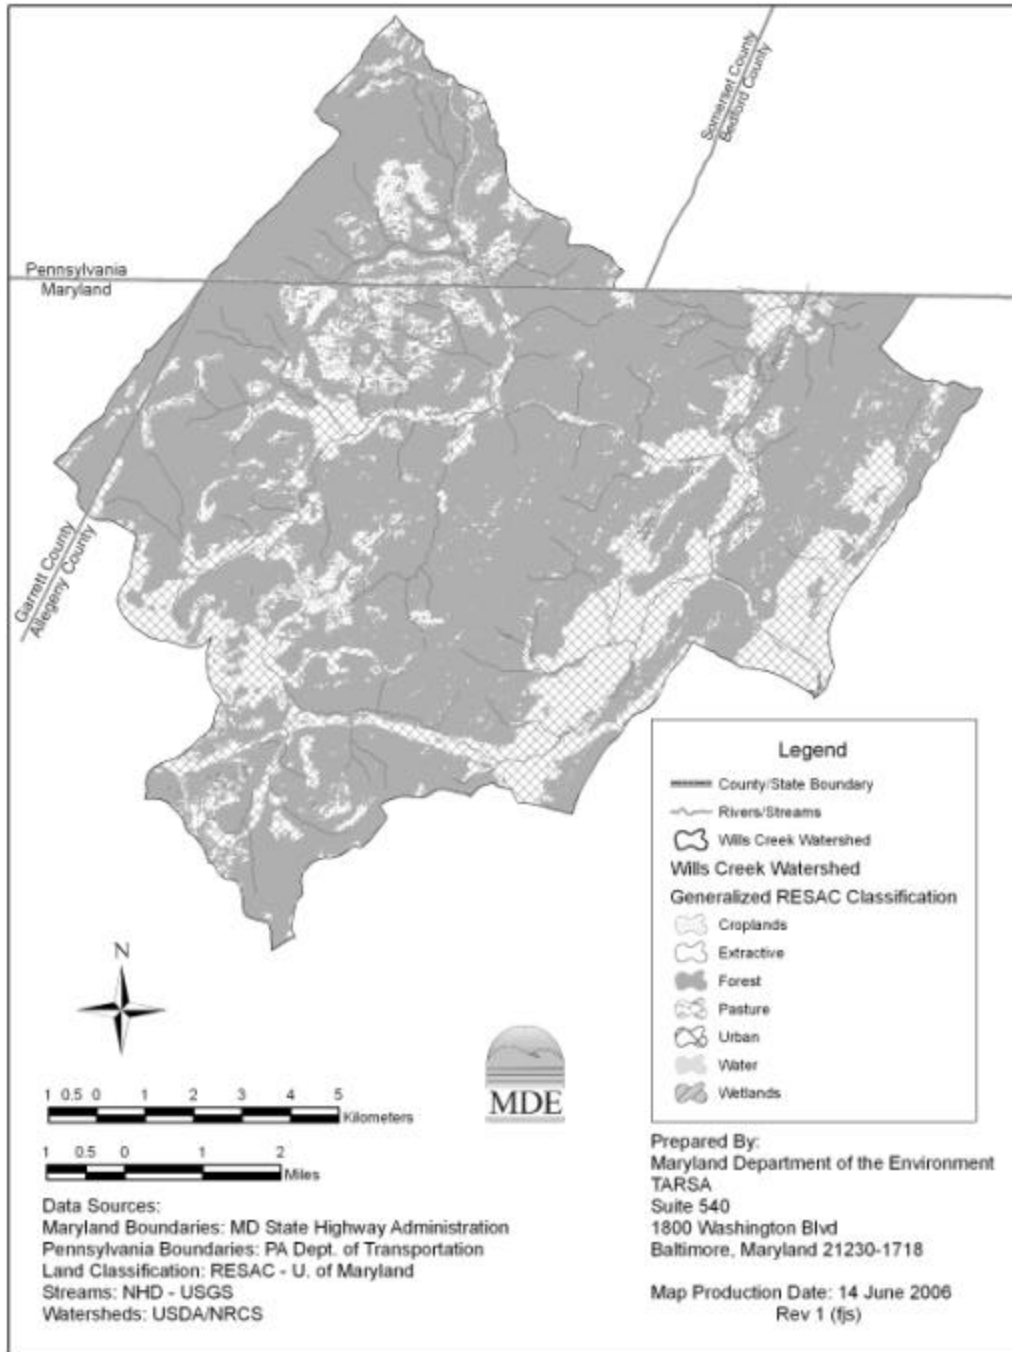 Somerset County
Bedford County
Pennsylvania
Maryland
Garrett County
Allegeny County
Legend
County/State Boundary
Rivers/Streams
Wills Creek Watershed
Wills Creek Watershed
Generalized RESAC Classification
Croplands
Extractive
Forest
Pasture
Urban
Water
Wetlands
N
MDE
1 0.5 0 1 2 3 4 5
Kilometers
1 0.5 0 1 2
Miles
Data Sources:
Maryland Boundaries: MD State Highway Administration
Pennsylvania Boundaries: PA Dept. of Transportation
Land Classification: RESAC - U. of Maryland
Streams: NHD - USGS
Watersheds: USDA/NRCS
Prepared By:
Maryland Department of the Environment
TARSA
Suite 540
1800 Washington Blvd
Baltimore, Maryland 21230-1718
Map Production Date: 14 June 2006
Rev 1 (fjs)